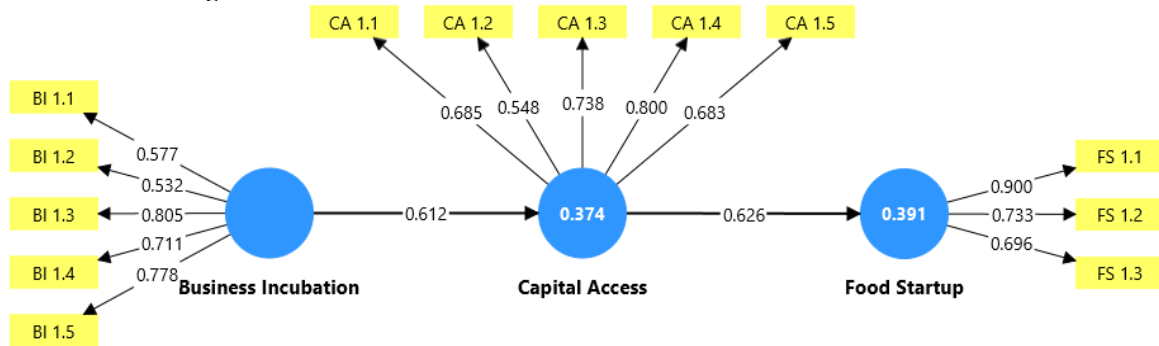 CA 1.1
CA 1.2
CA 1.3
CA 1.4
CA 1.5
0.685
0.548
0.738
0.800
0.683
BI 1.1
BI 1.2
BI 1.3
BI 1.4
BI 1.5
0.577
0.532
0.805
0.711
0.778
Business Incubation
0.612
0.374
Capital Access
0.626
0.391
Food Startup
0.900
0.733
0.696
FS 1.1
FS 1.2
FS 1.3